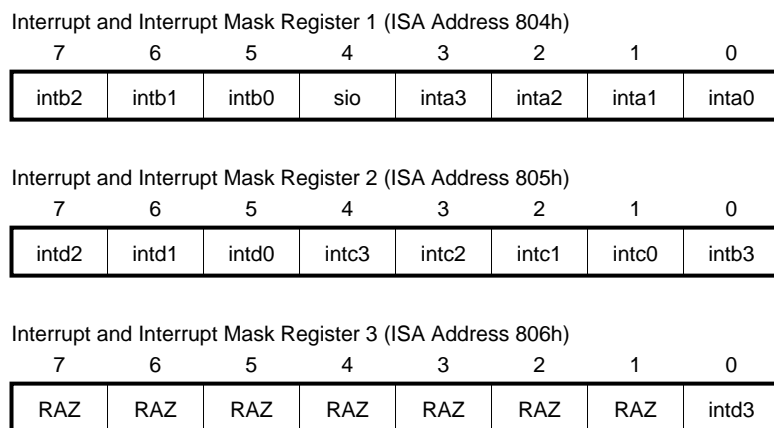 Interrupt and Interrupt Mask Register 1 (ISA Address 804h)
7 6 5 4 3 2 1 0
intb2 intb1 intb0 sio inta3 inta2 inta1 inta0
Interrupt and Interrupt Mask Register 2 (ISA Address 805h)
7 6 5 4 3 2 1 0
intd2 intd1 intd0 intc3 intc2 intc1 intc0 intb3
Interrupt and Interrupt Mask Register 3 (ISA Address 806h)
7 6 5 4 3 2 1 0
RAZ RAZ RAZ RAZ RAZ RAZ RAZ intd3